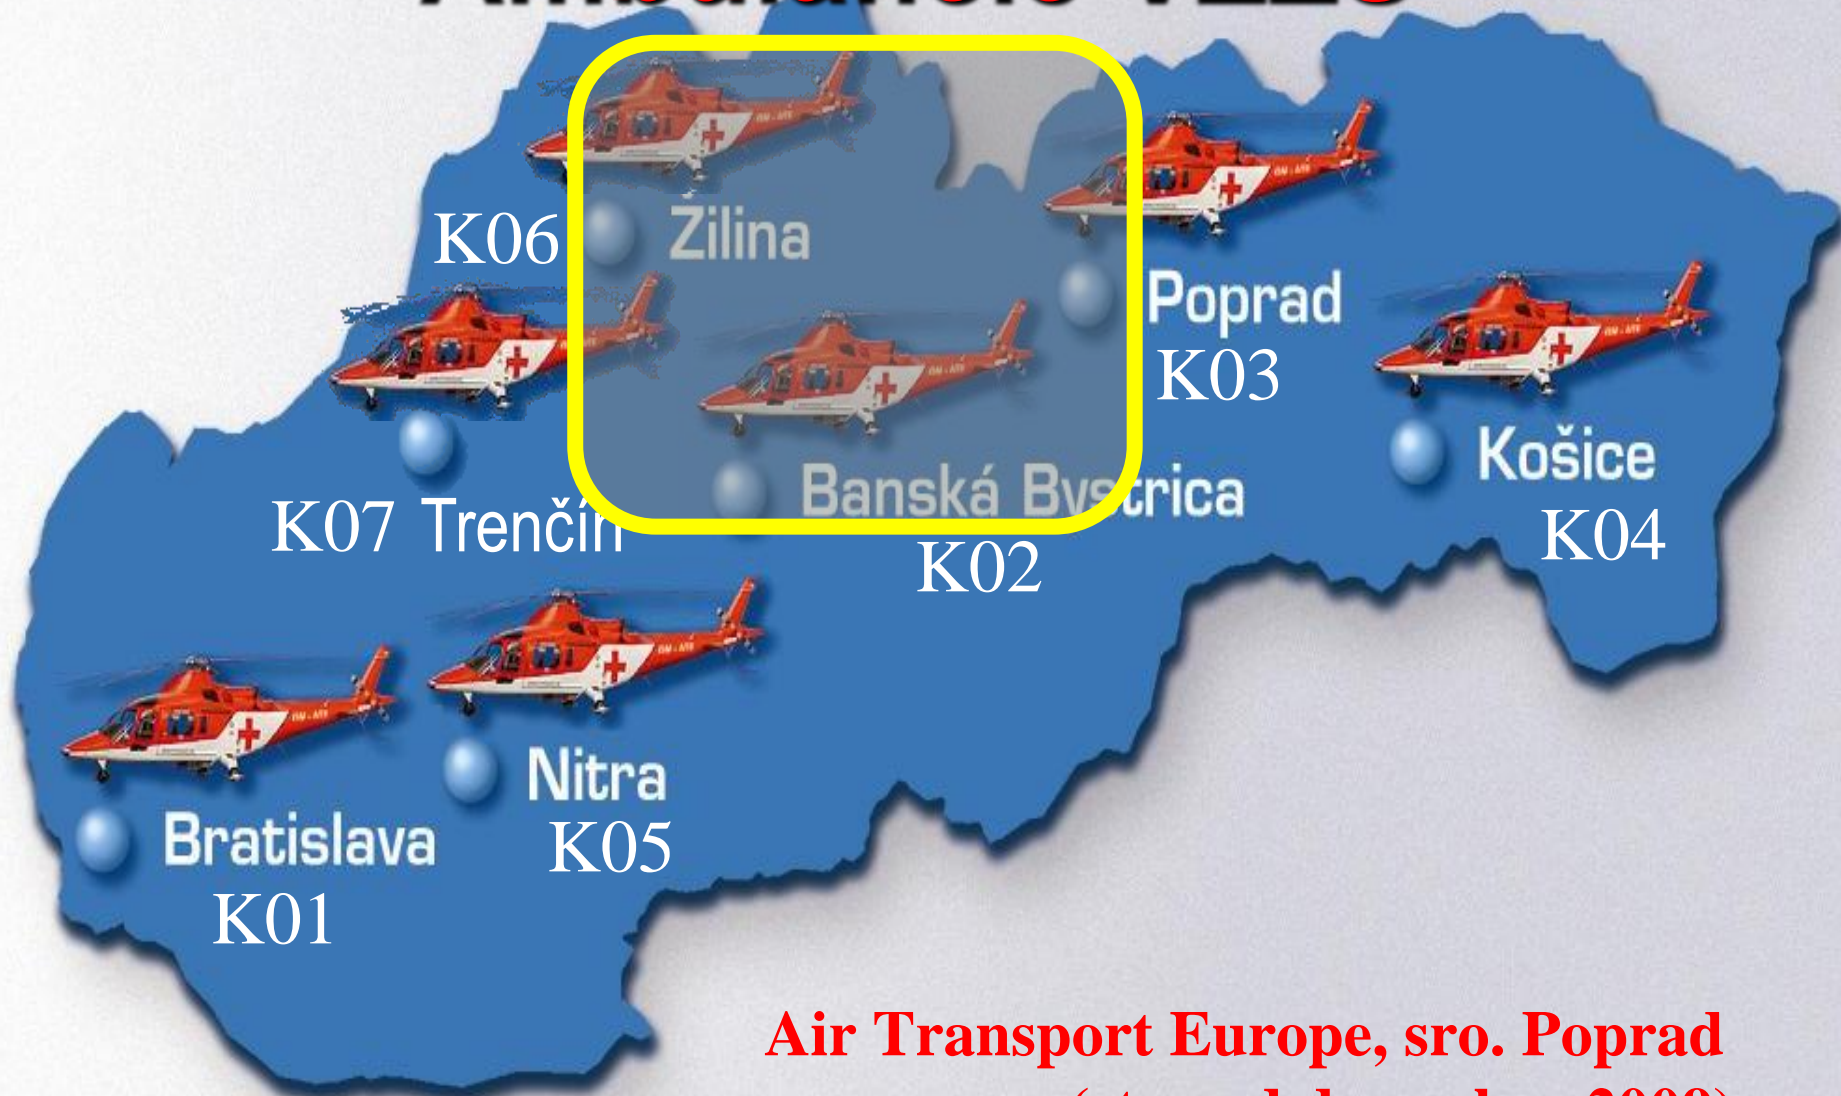 K06
Žilina
Poprad
K03
Košice
K04
Banská Bystrica
K02
K07 Trenčín
Nitra
K05
Bratislava
K01
Air Transport Europe, sro. Poprad